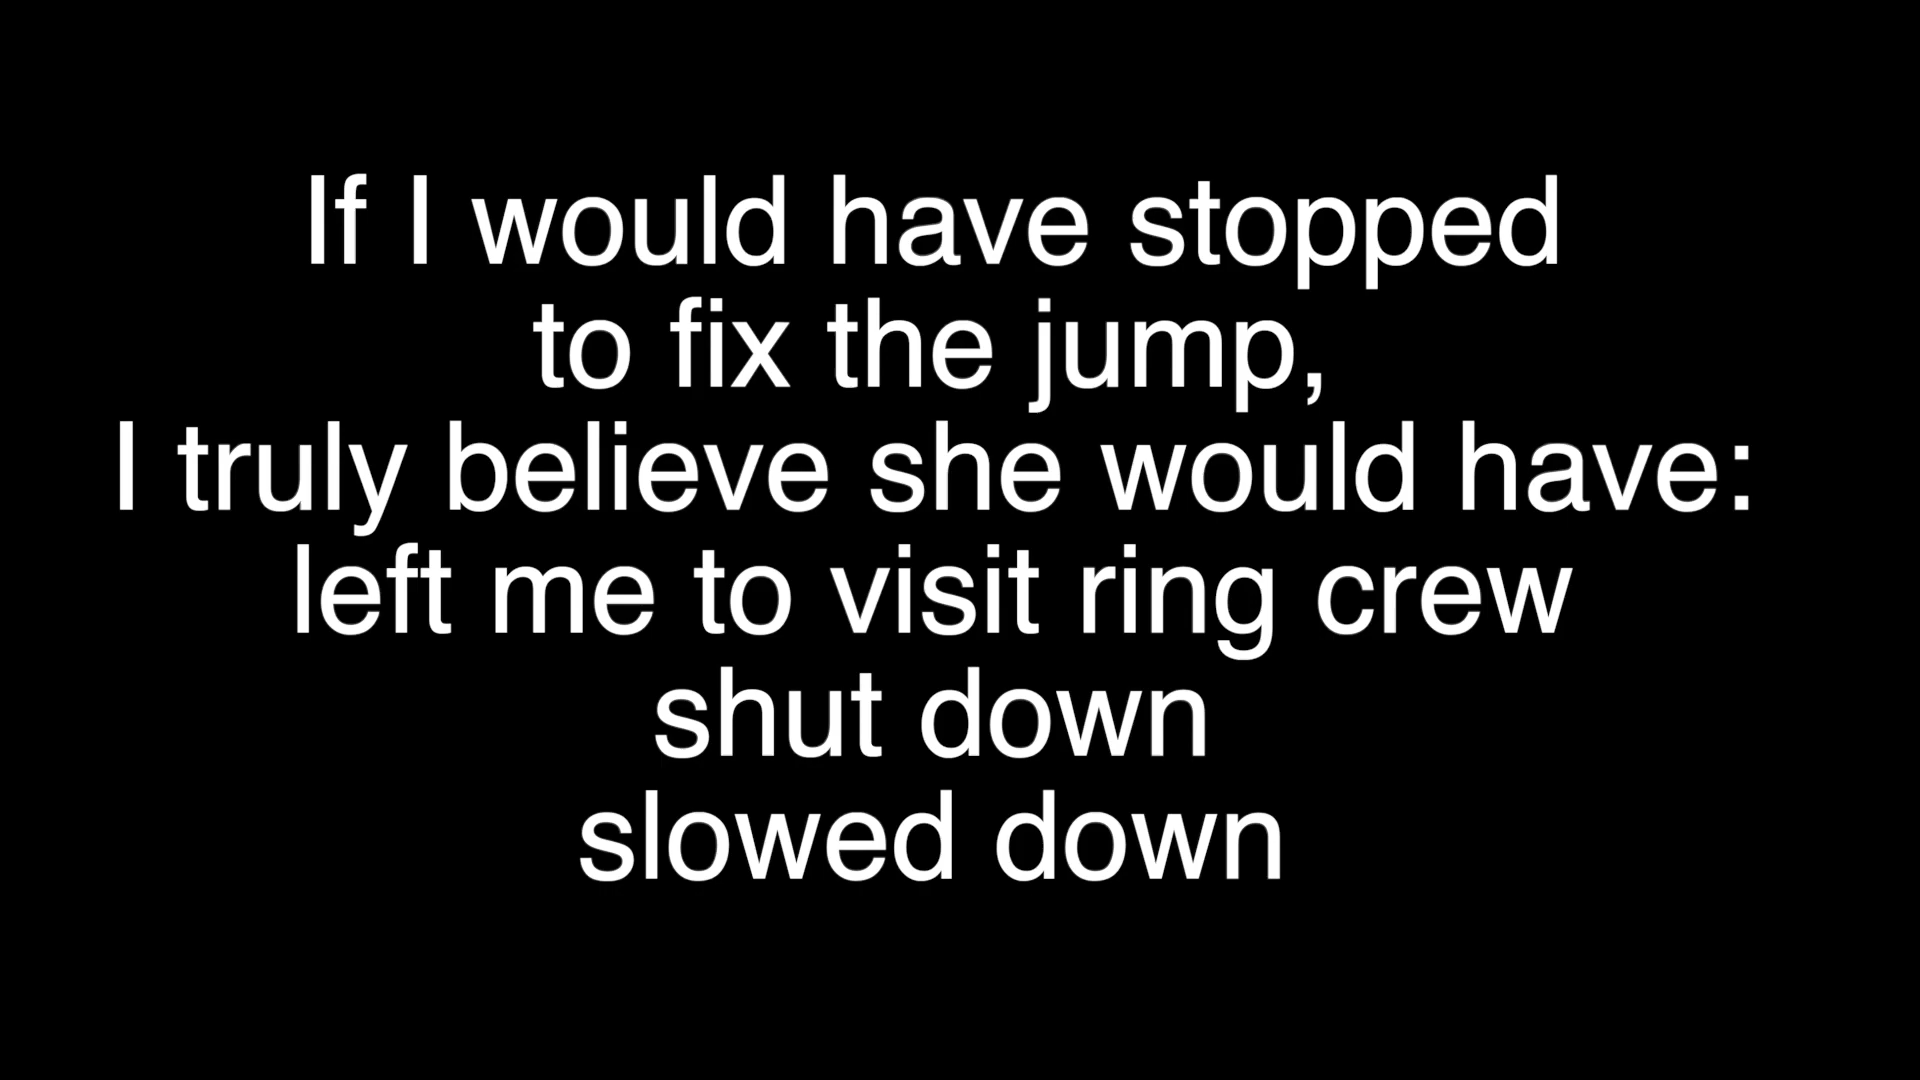 If I would have stopped
to fix the jump,
I truly believe she would have:
left me to visit ring crew
shut down
slowed down